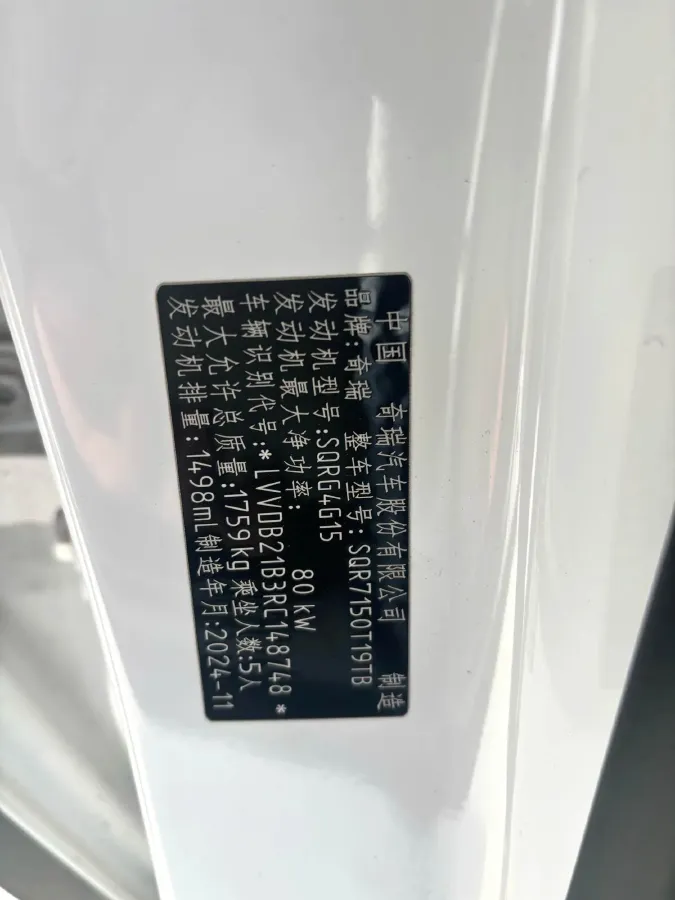 中国 奇瑞汽车股份有限公司 制造
品牌:奇瑞 整车型号:SQR7150T19TB
发动机型号:SQRG4G15
发动机最大净功率: 80 kW
车辆识别代号:*LVVDB21B3RC148748*
最大允许总质量:1759kg 乘坐人数:5人
发动机排量:1498mL 制造年月:2024-11